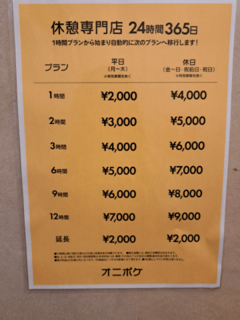 休憩専門店 24時間365日
1時間プランから始まり自動的に次のプランへ移行します!
プラン 平日 休日
(月〜木) (金〜日・祝前日・祝日)
1時間 ¥2,000 ¥4,000
2時間 ¥3,000 ¥5,000
3時間 ¥4,000 ¥6,000
6時間 ¥5,000 ¥7,000
9時間 ¥6,000 ¥8,000
12時間 ¥7,000 ¥9,000
延長 ¥2,000 ¥2,000
オニポケ